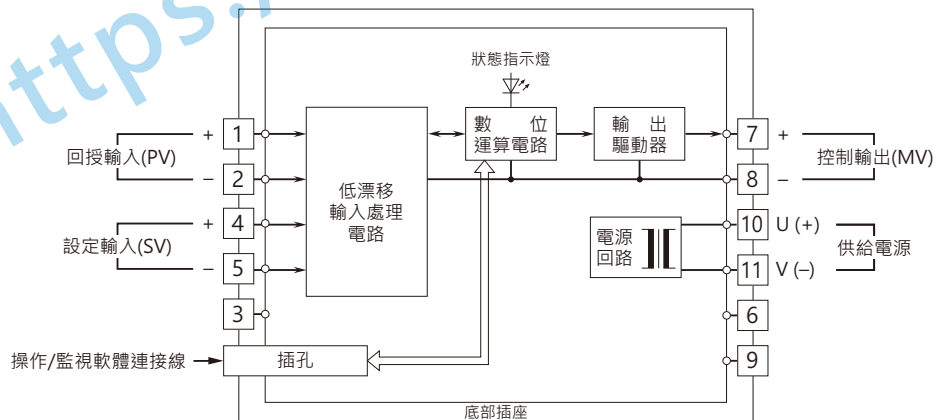 https:/
狀態指示燈
+ 1
回授輸入(PV)
– 2
+ 4
設定輸入(SV)
– 5
3
低漂移
輸入處理
電路
數 位
運算電路
輸 出
驅動器
7 +
控制輸出(MV)
8 –
電源
回路
10 U (+)
供給電源
11 V (–)
6
9
操作/監視軟體連接線
插孔
底部插座